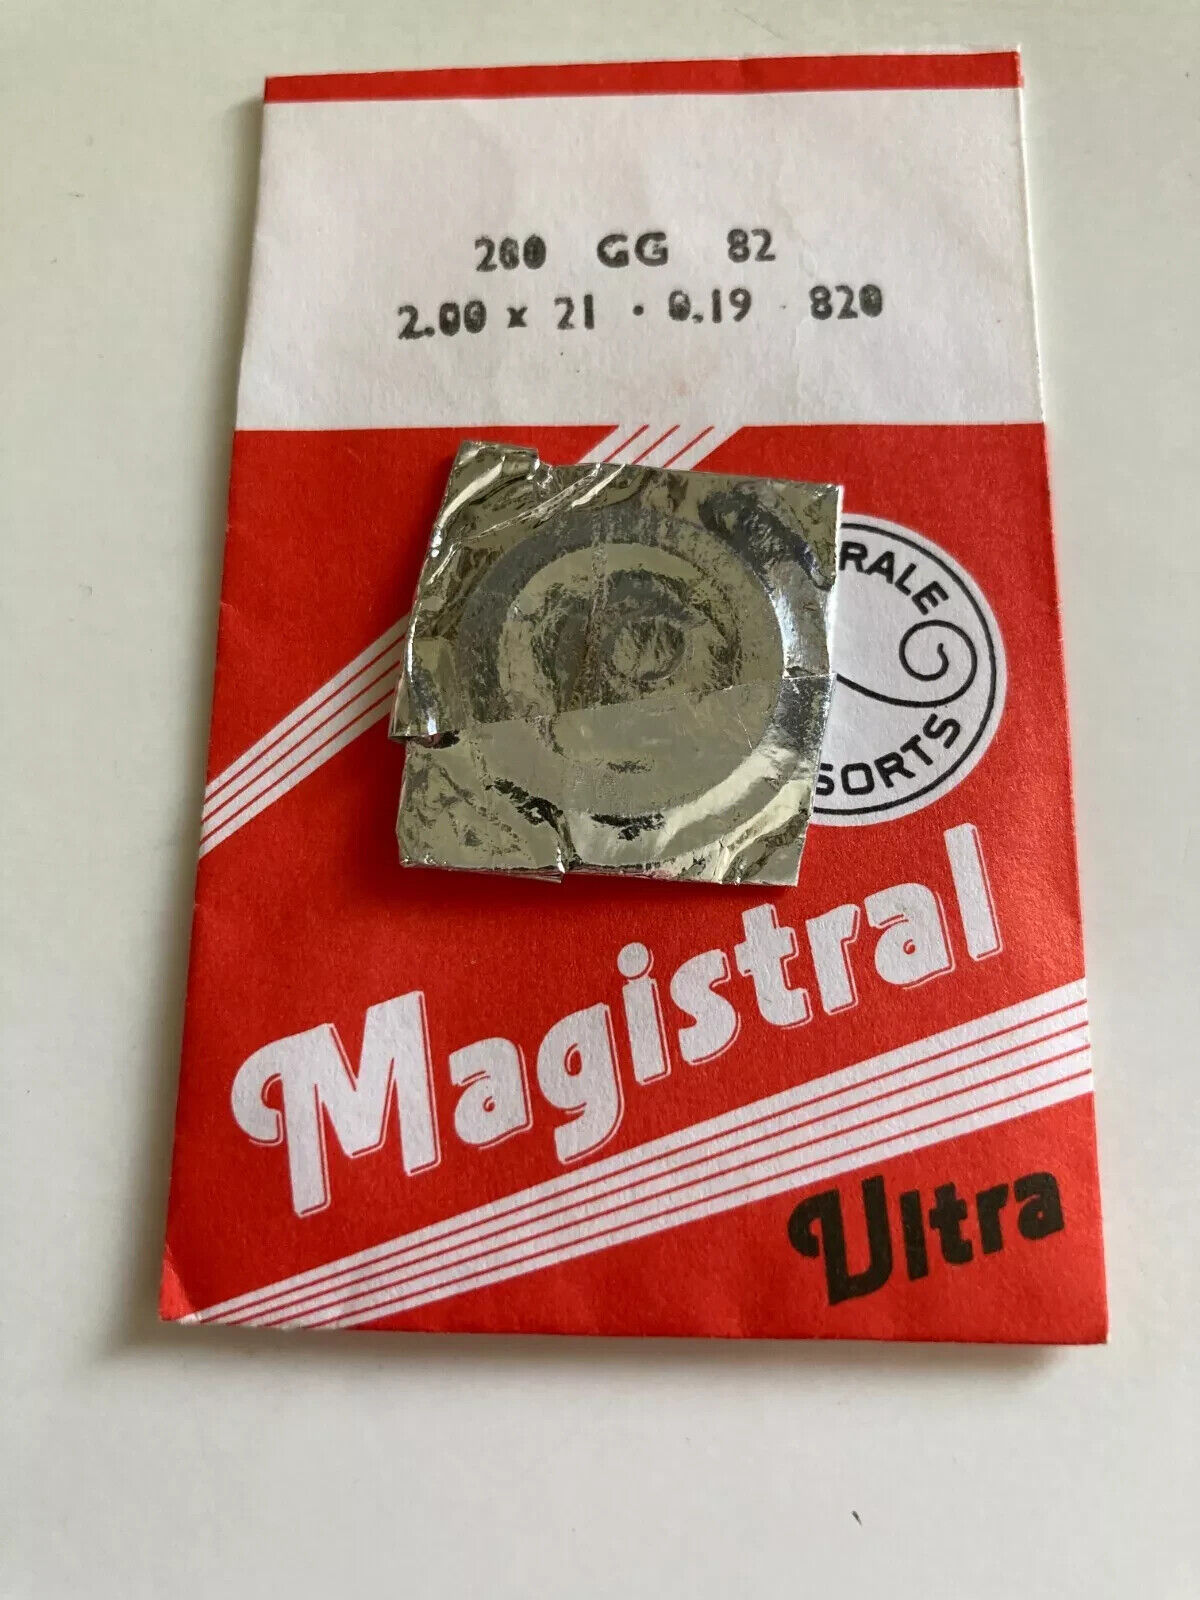 200 GG 82
2.00 x 21 · 0.19 820
RALE
SORTS
Magistral
Ultra